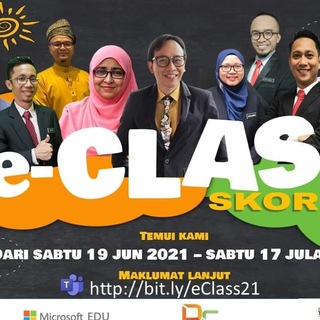 e-CLAS
SKOR
TEMUI KAMI
DARI SABTU 19 JUN 2021 – SABTU 17 JULA
MAKLUMAT LANJUT
http://bit.ly/eClass21
Microsoft EDU